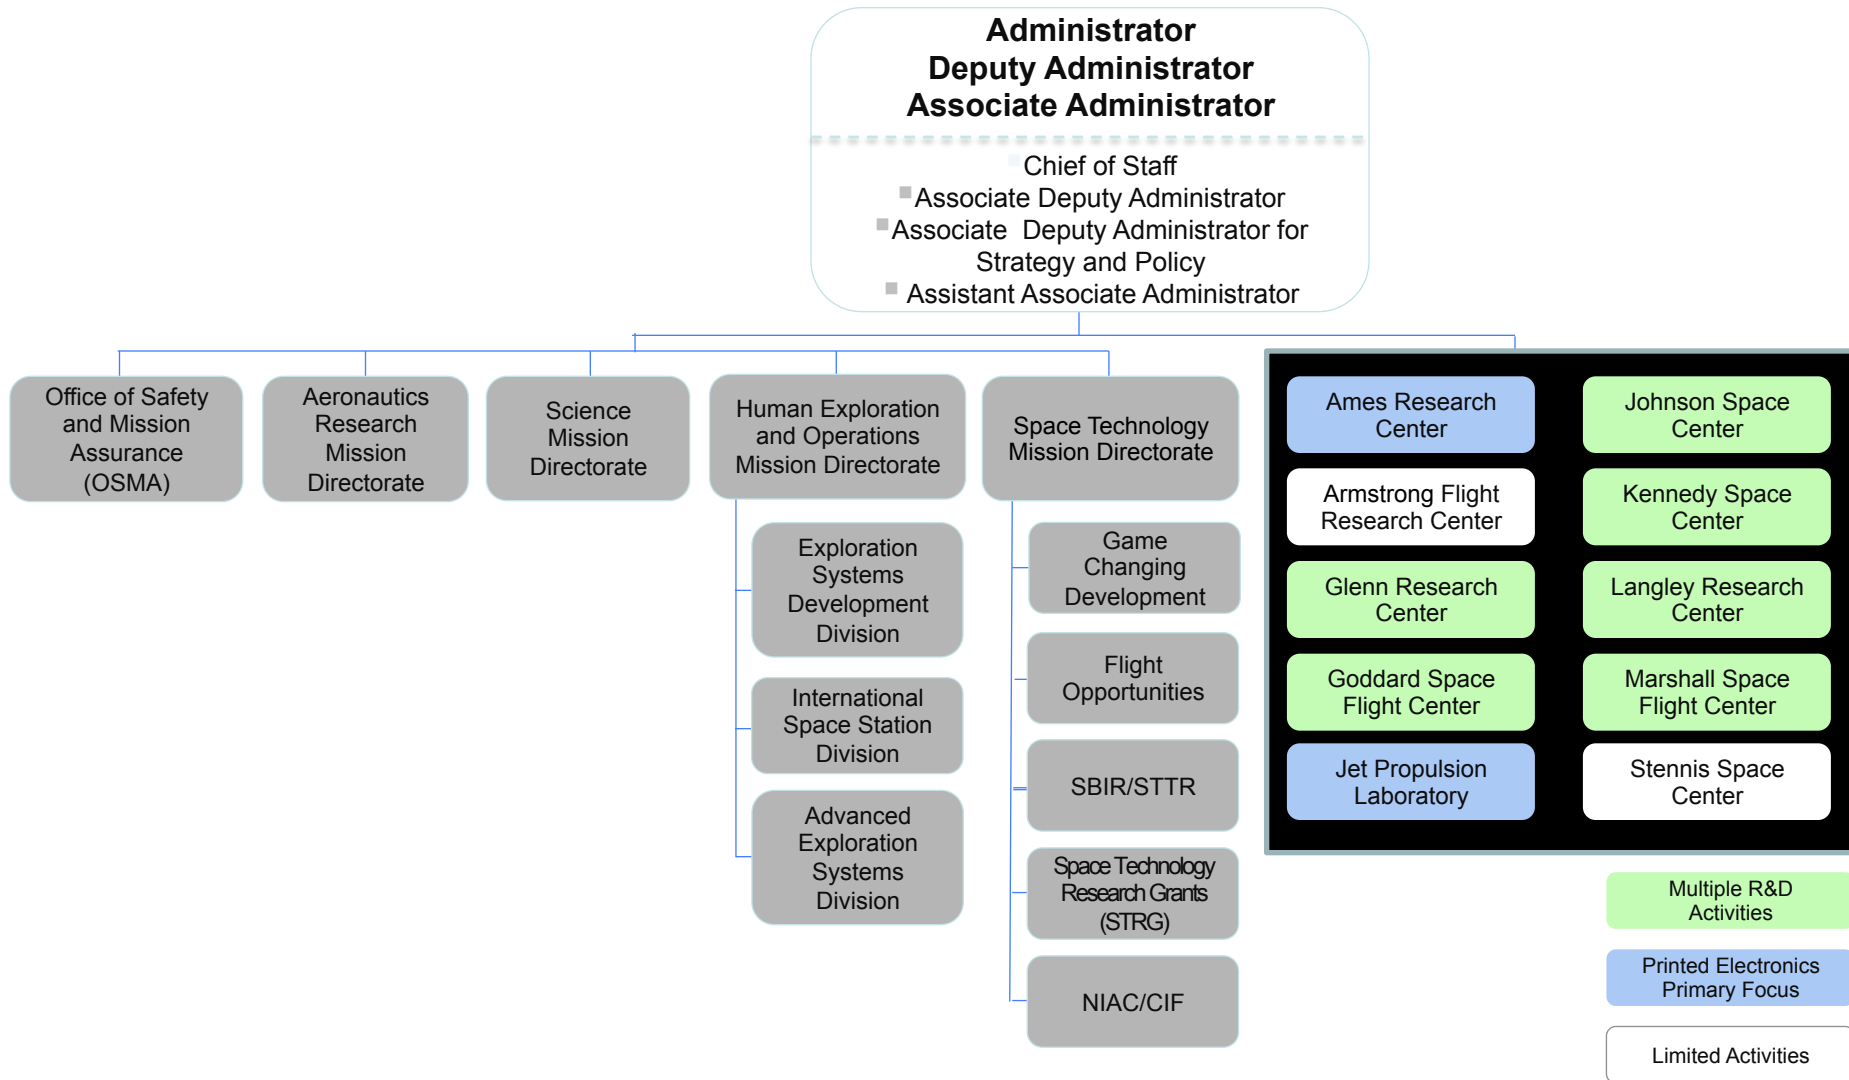 Administrator
Deputy Administrator
Associate Administrator
Chief of Staff
Associate Deputy Administrator
Associate Deputy Administrator for
Strategy and Policy
Assistant Associate Administrator
Office of Safety
and Mission
Assurance
(OSMA)
Aeronautics
Research
Mission
Directorate
Science
Mission
Directorate
Human Exploration
and Operations
Mission Directorate
Space Technology
Mission Directorate
Exploration
Systems
Development
Division
International
Space Station
Division
Advanced
Exploration
Systems
Division
Game
Changing
Development
Flight
Opportunities
SBIR/STTR
Space Technology
Research Grants
(STRG)
NIAC/CIF
Ames Research
Center
Johnson Space
Center
Armstrong Flight
Research Center
Kennedy Space
Center
Glenn Research
Center
Langley Research
Center
Goddard Space
Flight Center
Marshall Space
Flight Center
Jet Propulsion
Laboratory
Stennis Space
Center
Multiple R&D
Activities
Printed Electronics
Primary Focus
Limited Activities